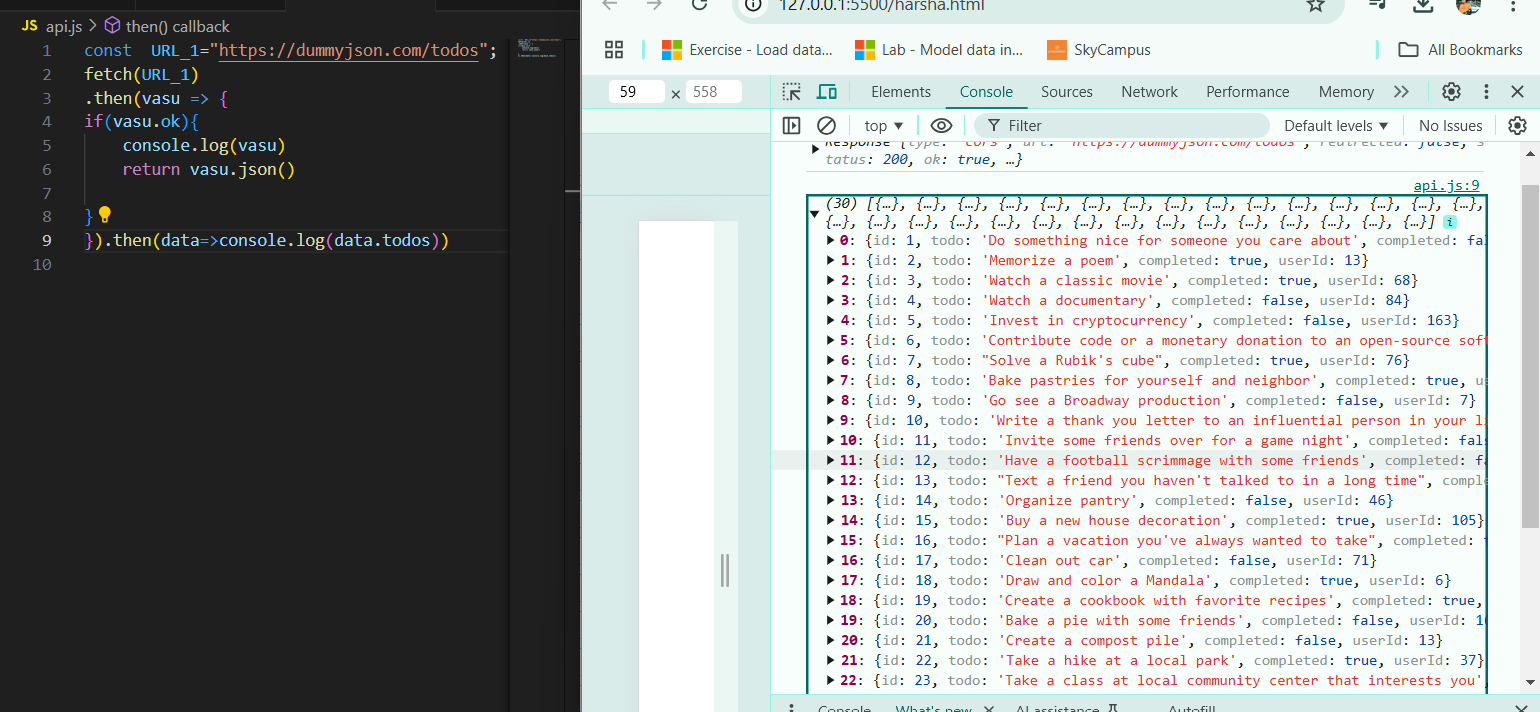 JS api.js > then() callback
1 const URL_1="https://dummyjson.com/todos";
2 fetch(URL_1)
3 .then(vasu => {
4 if(vasu.ok){
5 console.log(vasu)
6 return vasu.json()
7
8 }
9 }).then(data=>console.log(data.todos))
10
127.0.0.1:5500/harsha.html
Exercise - Load data... Lab - Model data in... SkyCampus All Bookmarks
59 × 558 Elements Console Sources Network Performance Memory
top Filter Default levels No Issues
Response {type: 'cors', url: 'https://dummyjson.com/todos', redirected: false, s
tatus: 200, ok: true, …}
api.js:9
(30) [{…}, {…}, {…}, {…}, {…}, {…}, {…}, {…}, {…}, {…}, {…}, {…}, {…}, {…}, {…},
{…}, {…}, {…}, {…}, {…}, {…}, {…}, {…}, {…}, {…}, {…}, {…}, {…}, {…}, {…}] i
0: {id: 1, todo: 'Do something nice for someone you care about', completed: fal
1: {id: 2, todo: 'Memorize a poem', completed: true, userId: 13}
2: {id: 3, todo: 'Watch a classic movie', completed: true, userId: 68}
3: {id: 4, todo: 'Watch a documentary', completed: false, userId: 84}
4: {id: 5, todo: 'Invest in cryptocurrency', completed: false, userId: 163}
5: {id: 6, todo: 'Contribute code or a monetary donation to an open-source soft
6: {id: 7, todo: "Solve a Rubik's cube", completed: true, userId: 76}
7: {id: 8, todo: 'Bake pastries for yourself and neighbor', completed: true, us
8: {id: 9, todo: 'Go see a Broadway production', completed: false, userId: 7}
9: {id: 10, todo: 'Write a thank you letter to an influential person in your li
10: {id: 11, todo: 'Invite some friends over for a game night', completed: fals
11: {id: 12, todo: 'Have a football scrimmage with some friends', completed: fa
12: {id: 13, todo: "Text a friend you haven't talked to in a long time", comple
13: {id: 14, todo: 'Organize pantry', completed: false, userId: 46}
14: {id: 15, todo: 'Buy a new house decoration', completed: true, userId: 105}
15: {id: 16, todo: "Plan a vacation you've always wanted to take", completed:
16: {id: 17, todo: 'Clean out car', completed: false, userId: 71}
17: {id: 18, todo: 'Draw and color a Mandala', completed: true, userId: 6}
18: {id: 19, todo: 'Create a cookbook with favorite recipes', completed: true,
19: {id: 20, todo: 'Bake a pie with some friends', completed: false, userId: 1
20: {id: 21, todo: 'Create a compost pile', completed: false, userId: 13}
21: {id: 22, todo: 'Take a hike at a local park', completed: true, userId: 37}
22: {id: 23, todo: 'Take a class at local community center that interests you',
Console What's new AI assistance Autofill